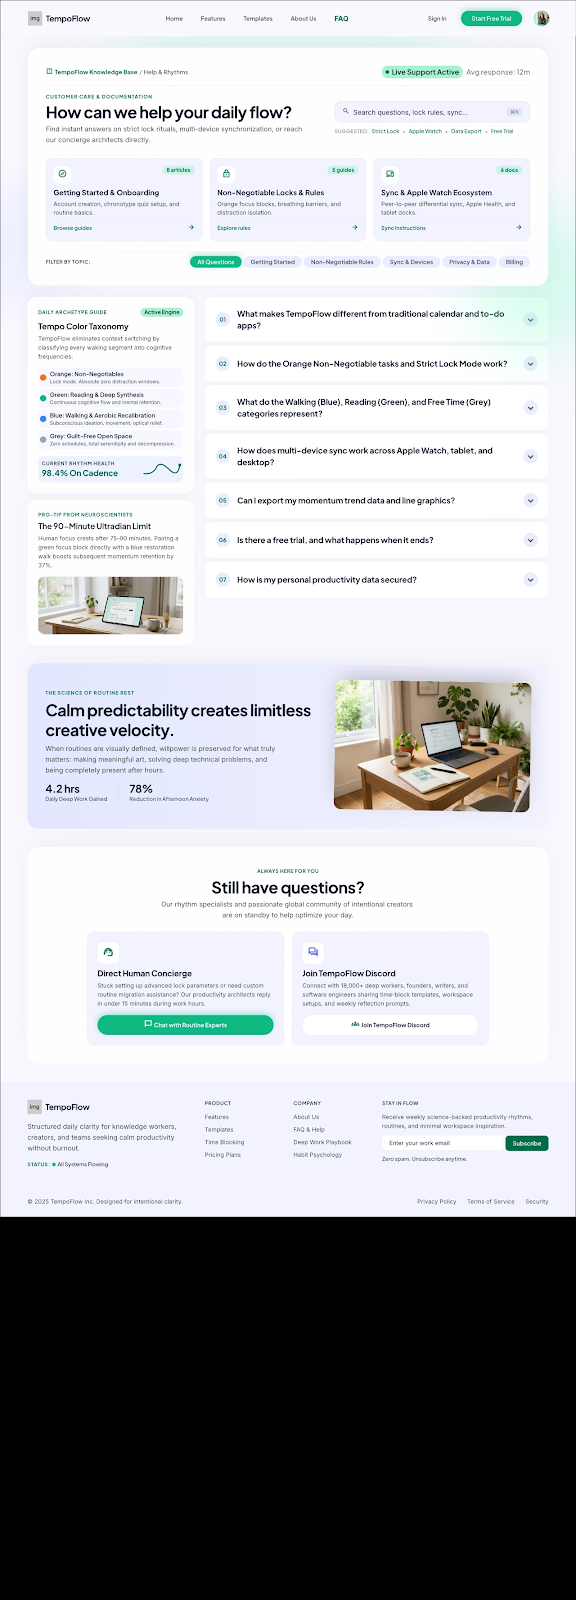 img TempoFlow
Home Features Templates About Us FAQ
Sign In Start Free Trial
TempoFlow Knowledge Base / Help & Rhythms
Live Support Active Avg response: 12m
CUSTOMER CARE & DOCUMENTATION
How can we help your daily flow?
Find instant answers on strict lock rituals, multi-device synchronization, or reach
our concierge architects directly.
Search questions, lock rules, sync... ⌘K
SUGGESTED: Strict Lock • Apple Watch • Data Export • Free Trial
8 articles
Getting Started & Onboarding
Account creation, chronotype quiz setup, and
routine basics.
Browse guides
5 guides
Non-Negotiable Locks & Rules
Orange focus blocks, breathing barriers, and
distraction isolation.
Explore rules
6 docs
Sync & Apple Watch Ecosystem
Peer-to-peer differential sync, Apple Health, and
tablet docks.
Sync instructions
FILTER BY TOPIC:
All Questions Getting Started Non-Negotiable Rules Sync & Devices Privacy & Data Billing
DAILY ARCHETYPE GUIDE Active Engine
Tempo Color Taxonomy
TempoFlow eliminates context switching by
classifying every waking segment into cognitive
frequencies:
Orange: Non-Negotiables
Lock mode. Absolute zero distraction windows.
Green: Reading & Deep Synthesis
Continuous cognitive flow and mental retention.
Blue: Walking & Aerobic Recalibration
Subconscious ideation, movement, optical relief.
Grey: Guilt-Free Open Space
Zero schedules, total serendipity and decompression.
CURRENT RHYTHM HEALTH
98.4% On Cadence
PRO-TIP FROM NEUROSCIENTISTS
The 90-Minute Ultradian Limit
Human focus crests after 75–90 minutes. Pairing a
green focus block directly with a blue restoration
walk boosts subsequent momentum retention by
37%.
01 What makes TempoFlow different from traditional calendar and to-do
apps?
02 How do the Orange Non-Negotiable tasks and Strict Lock Mode work?
03 What do the Walking (Blue), Reading (Green), and Free Time (Grey)
categories represent?
04 How does multi-device sync work across Apple Watch, tablet, and
desktop?
05 Can I export my momentum trend data and line graphics?
06 Is there a free trial, and what happens when it ends?
07 How is my personal productivity data secured?
THE SCIENCE OF ROUTINE REST
Calm predictability creates limitless
creative velocity.
When routines are visually defined, willpower is preserved for what truly
matters: making meaningful art, solving deep technical problems, and
being completely present after hours.
4.2 hrs
Daily Deep Work Gained
78%
Reduction in Afternoon Anxiety
ALWAYS HERE FOR YOU
Still have questions?
Our rhythm specialists and passionate global community of intentional creators
are on standby to help optimize your day.
Direct Human Concierge
Stuck setting up advanced lock parameters or need custom
routine migration assistance? Our productivity architects reply
in under 15 minutes during work hours.
Chat with Routine Experts
Join TempoFlow Discord
Connect with 18,000+ deep workers, founders, writers, and
software engineers sharing time-block templates, workspace
setups, and weekly reflection prompts.
Join TempoFlow Discord
img TempoFlow
Structured daily clarity for knowledge workers,
creators, and teams seeking calm productivity
without burnout.
STATUS: All Systems Flowing
PRODUCT
Features
Templates
Time Blocking
Pricing Plans
COMPANY
About Us
FAQ & Help
Deep Work Playbook
Habit Psychology
STAY IN FLOW
Receive weekly science-backed productivity rhythms,
routines, and minimal workspace inspiration.
Enter your work email Subscribe
Zero spam. Unsubscribe anytime.
© 2025 TempoFlow Inc. Designed for intentional clarity.
Privacy Policy Terms of Service Security